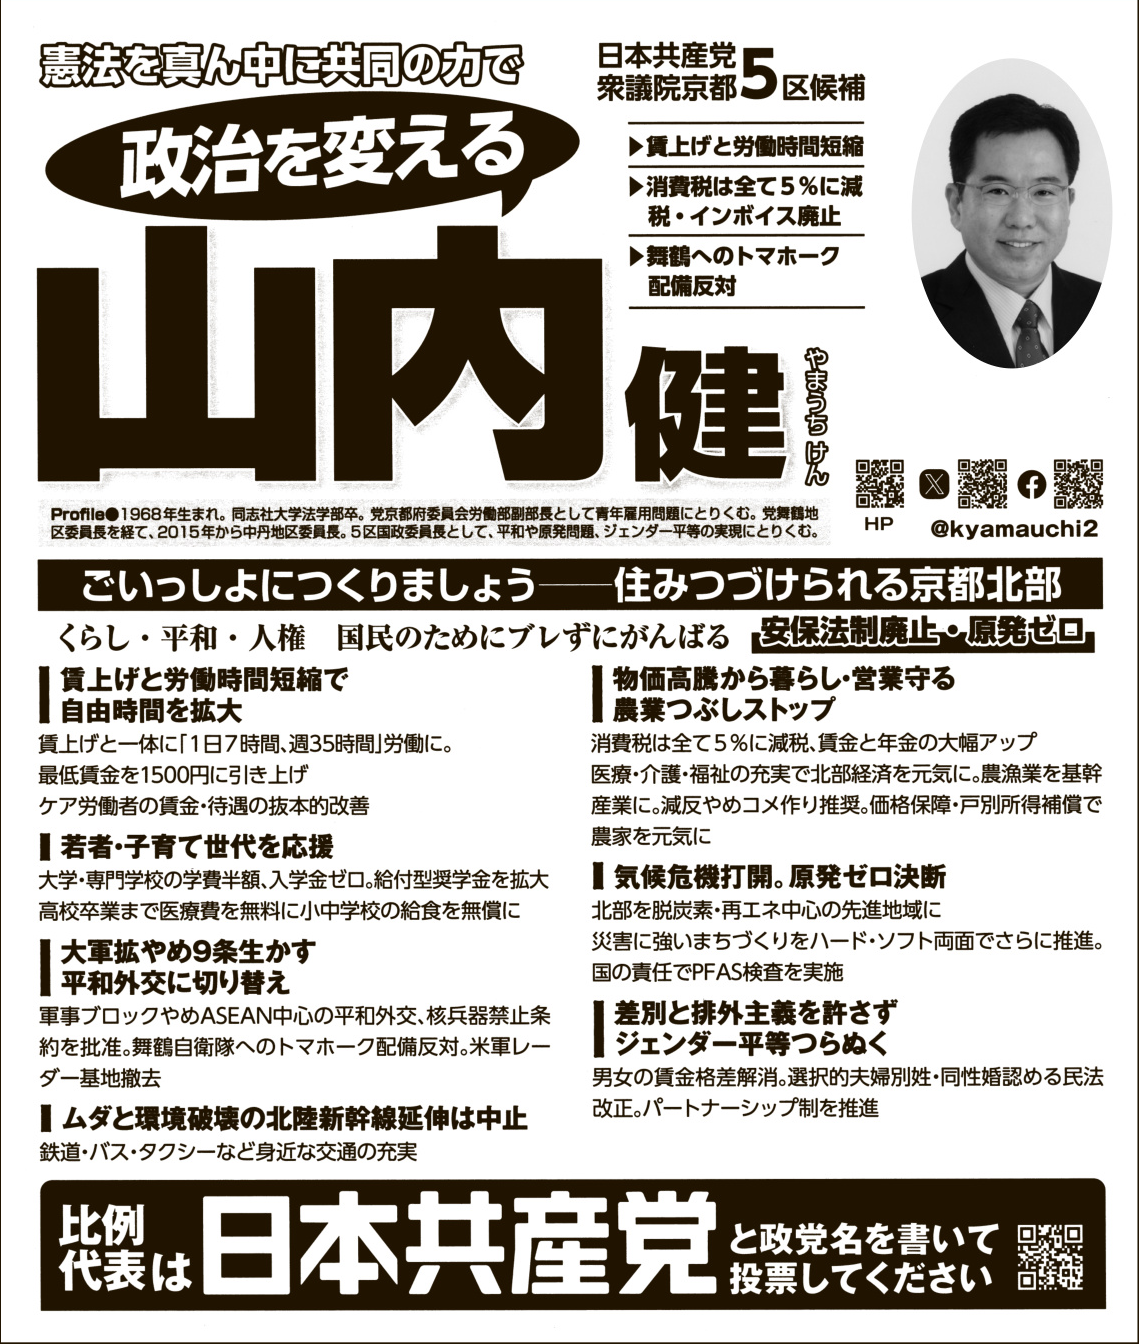 憲法を真ん中に共同の力で
政治を変える
山内健
やまうち けん
日本共産党
衆議院京都5区候補
▶賃上げと労働時間短縮
▶消費税は全て5%に減
税・インボイス廃止
▶舞鶴へのトマホーク
配備反対
HP
@kyamauchi2
Profile●1968年生まれ。同志社大学法学部卒。党京都府委員会労働部副部長として青年雇用問題にとりくむ。党舞鶴地
区委員長を経て、2015年から中丹地区委員長。5区国政委員長として、平和や原発問題、ジェンダー平等の実現にとりくむ。
ごいっしょにつくりましょう――住みつづけられる京都北部
くらし・平和・人権 国民のためにブレずにがんばる
安保法制廃止・原発ゼロ
賃上げと労働時間短縮で
自由時間を拡大
賃上げと一体に「1日7時間、週35時間」労働に。
最低賃金を1500円に引き上げ
ケア労働者の賃金・待遇の抜本的改善
若者・子育て世代を応援
大学・専門学校の学費半額、入学金ゼロ。給付型奨学金を拡大
高校卒業まで医療費を無料に小中学校の給食を無償に
大軍拡やめ9条生かす
平和外交に切り替え
軍事ブロックやめASEAN中心の平和外交、核兵器禁止条
約を批准。舞鶴自衛隊へのトマホーク配備反対。米軍レー
ダー基地撤去
ムダと環境破壊の北陸新幹線延伸は中止
鉄道・バス・タクシーなど身近な交通の充実
物価高騰から暮らし・営業守る
農業つぶしストップ
消費税は全て5%に減税、賃金と年金の大幅アップ
医療・介護・福祉の充実で北部経済を元気に。農漁業を基幹
産業に。減反やめコメ作り推奨。価格保障・戸別所得補償で
農家を元気に
気候危機打開。原発ゼロ決断
北部を脱炭素・再エネ中心の先進地域に
災害に強いまちづくりをハード・ソフト両面でさらに推進。
国の責任でPFAS検査を実施
差別と排外主義を許さず
ジェンダー平等つらぬく
男女の賃金格差解消。選択的夫婦別姓・同性婚認める民法
改正。パートナーシップ制を推進
比例
代表は日本共産党と政党名を書いて
投票してください